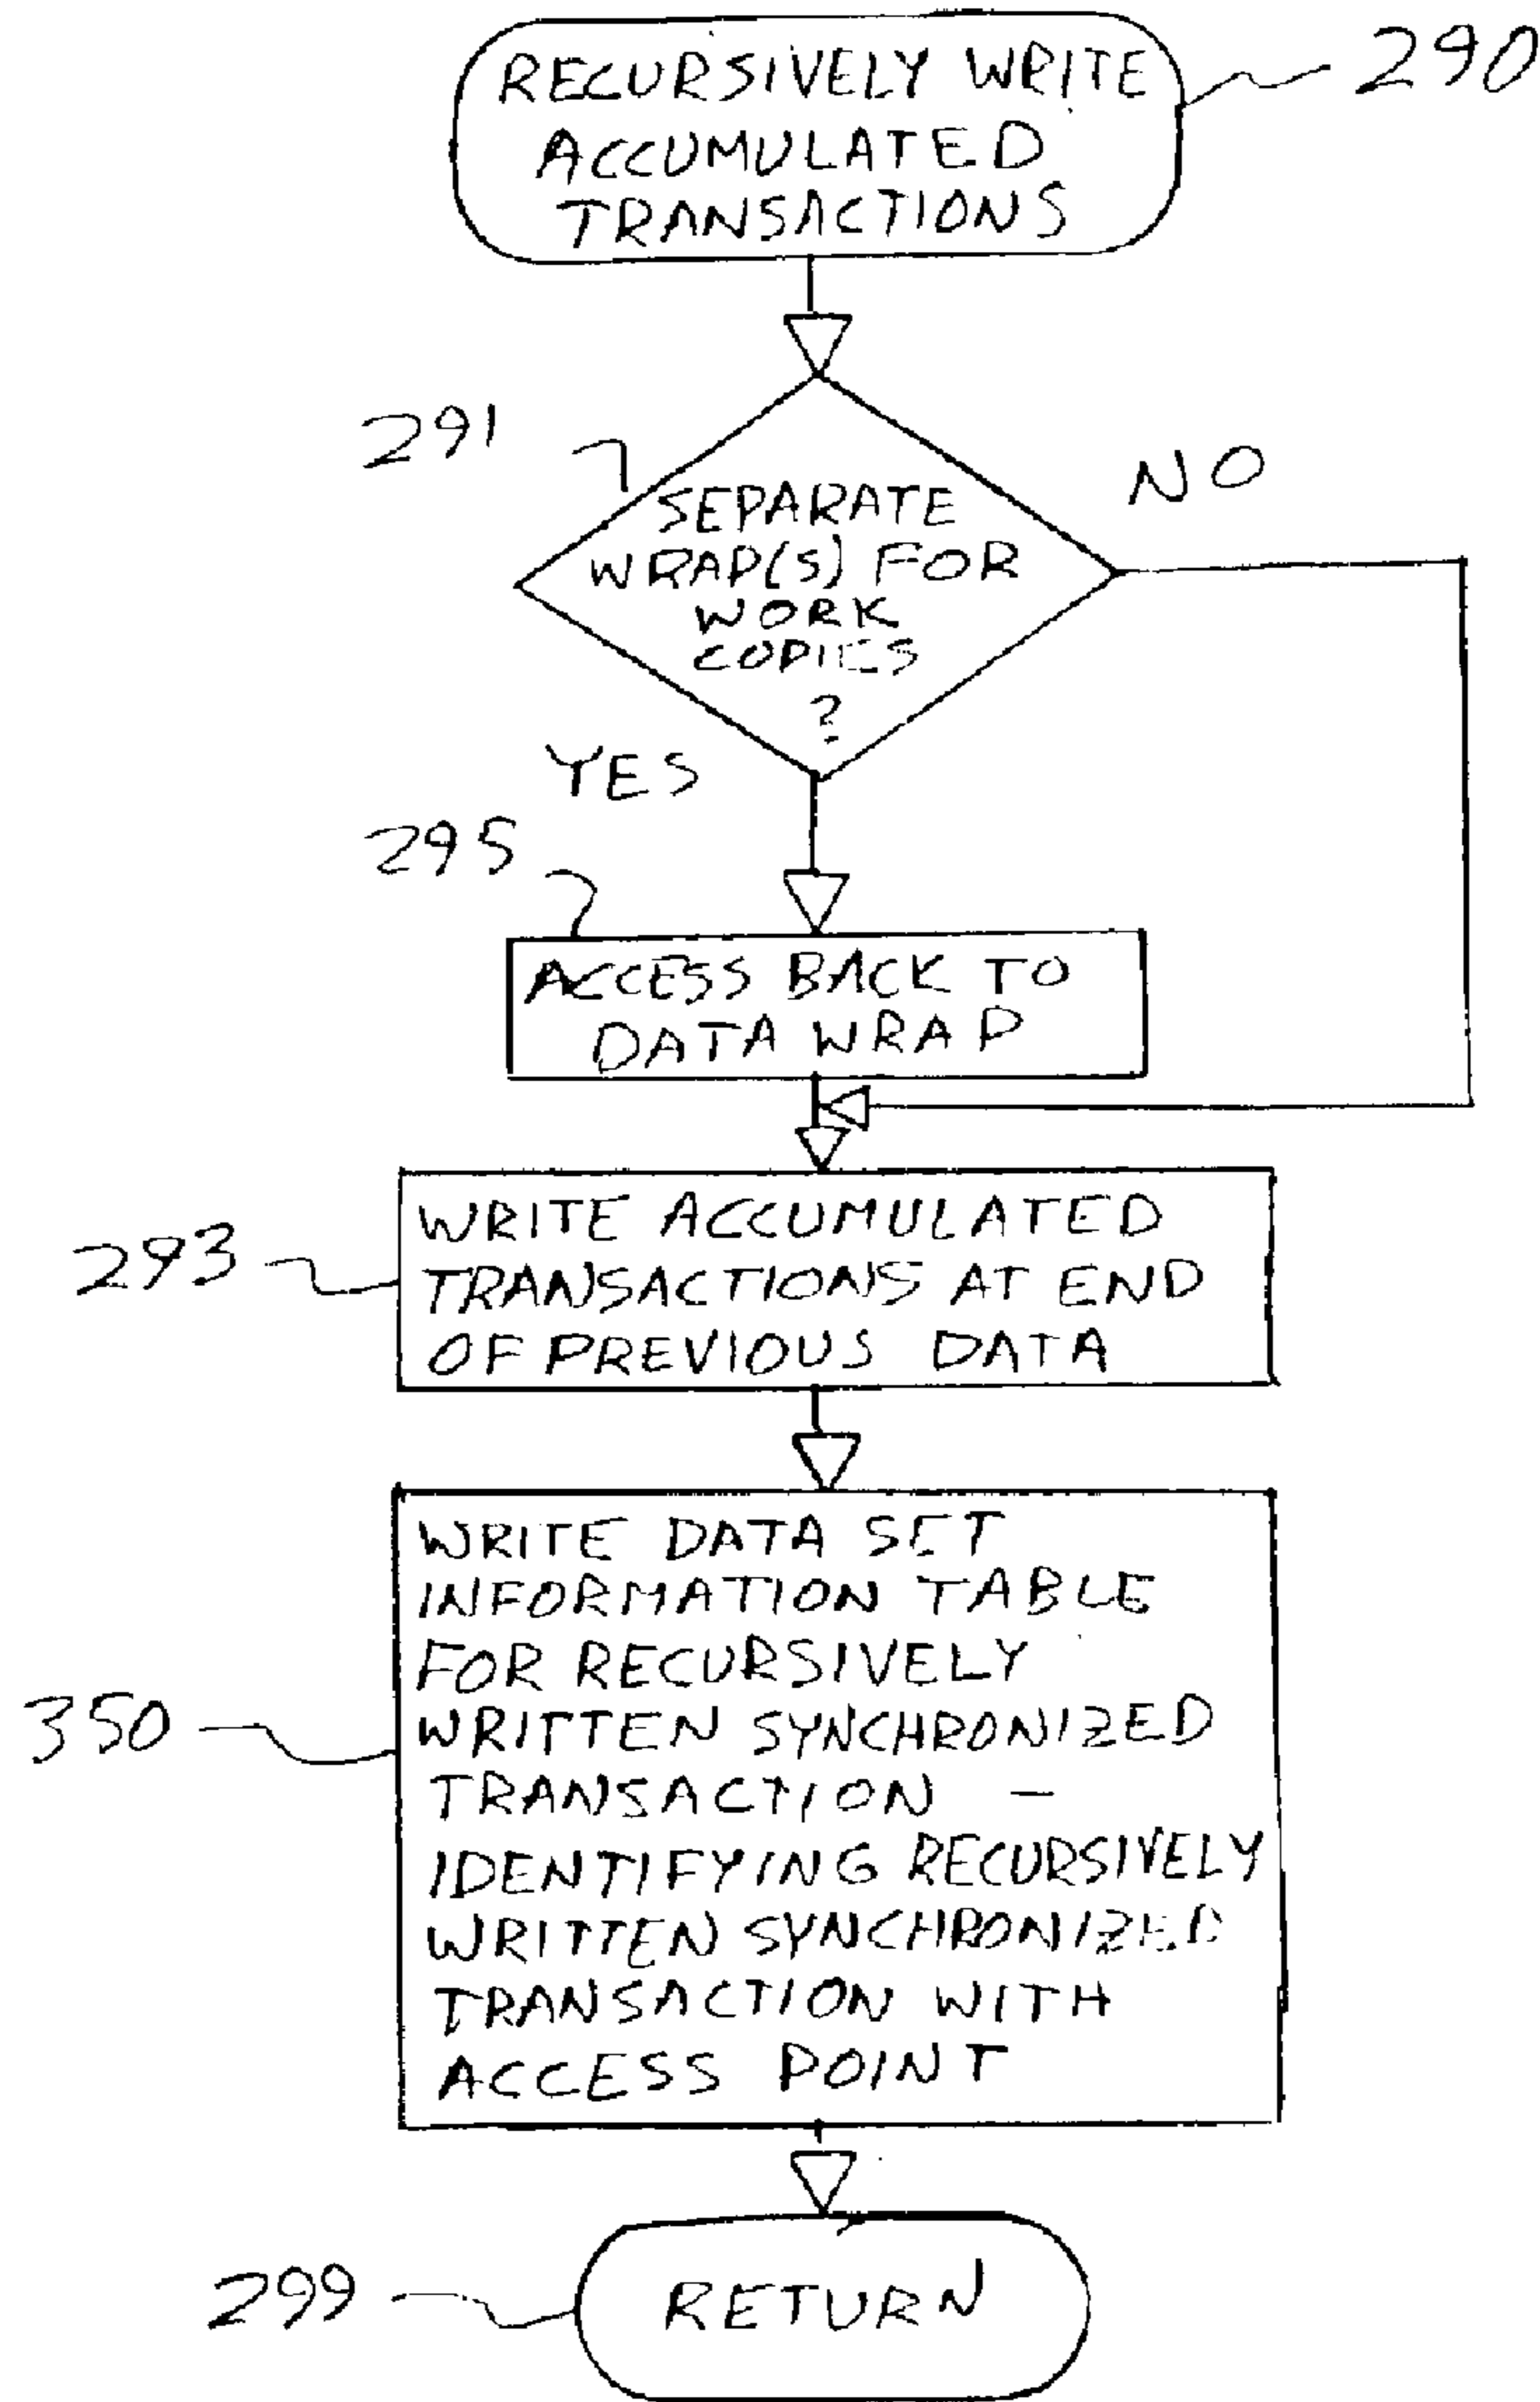 RECURSIVELY WRITE
ACCUMULATED
TRANSACTIONS
290
291
SEPARATE
WRAP(S) FOR
WORK
COPIES
?
NO
YES
295
ACCESS BACK TO
DATA WRAP
293
WRITE ACCUMULATED
TRANSACTIONS AT END
OF PREVIOUS DATA
350
WRITE DATA SET
INFORMATION TABLE
FOR RECURSIVELY
WRITTEN SYNCHRONIZED
TRANSACTION –
IDENTIFYING RECURSIVELY
WRITTEN SYNCHRONIZED
TRANSACTION WITH
ACCESS POINT
299
RETURN